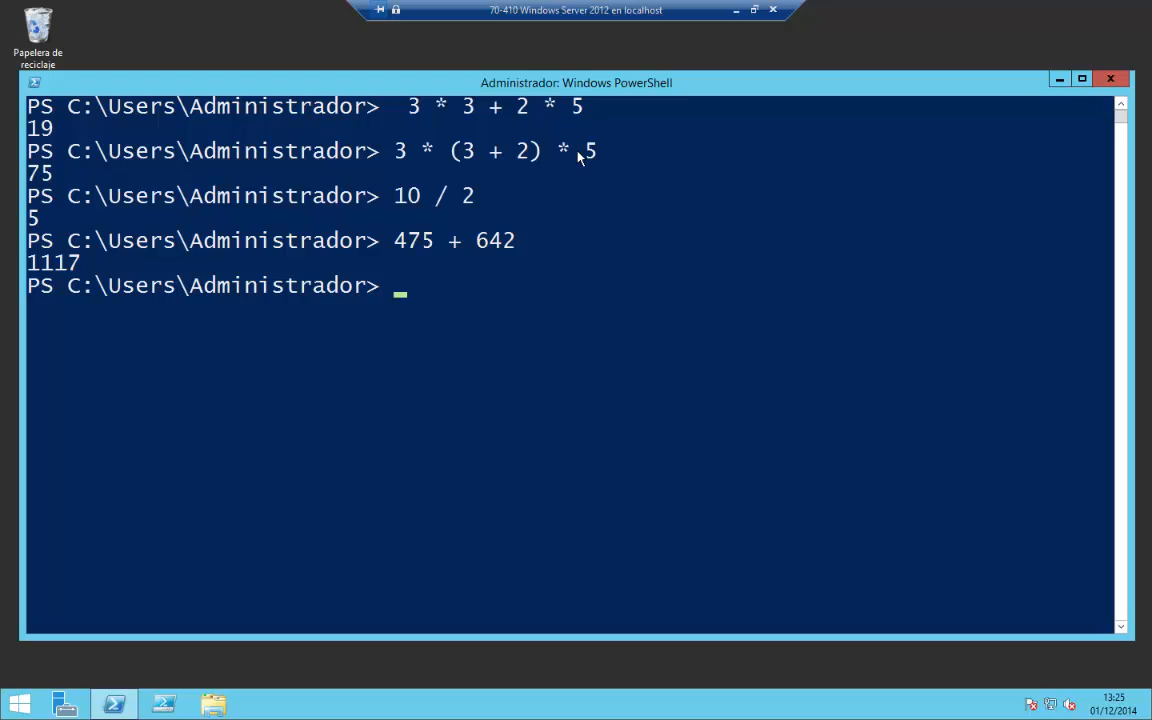 70-410 Windows Server 2012 en localhost
Papelera de
reciclaje
Administrador: Windows PowerShell
PS C:\Users\Administrador>  3 * 3 + 2 * 5
19
PS C:\Users\Administrador> 3 * (3 + 2) * 5
75
PS C:\Users\Administrador> 10 / 2
5
PS C:\Users\Administrador> 475 + 642
1117
PS C:\Users\Administrador>
13:25
01/12/2014